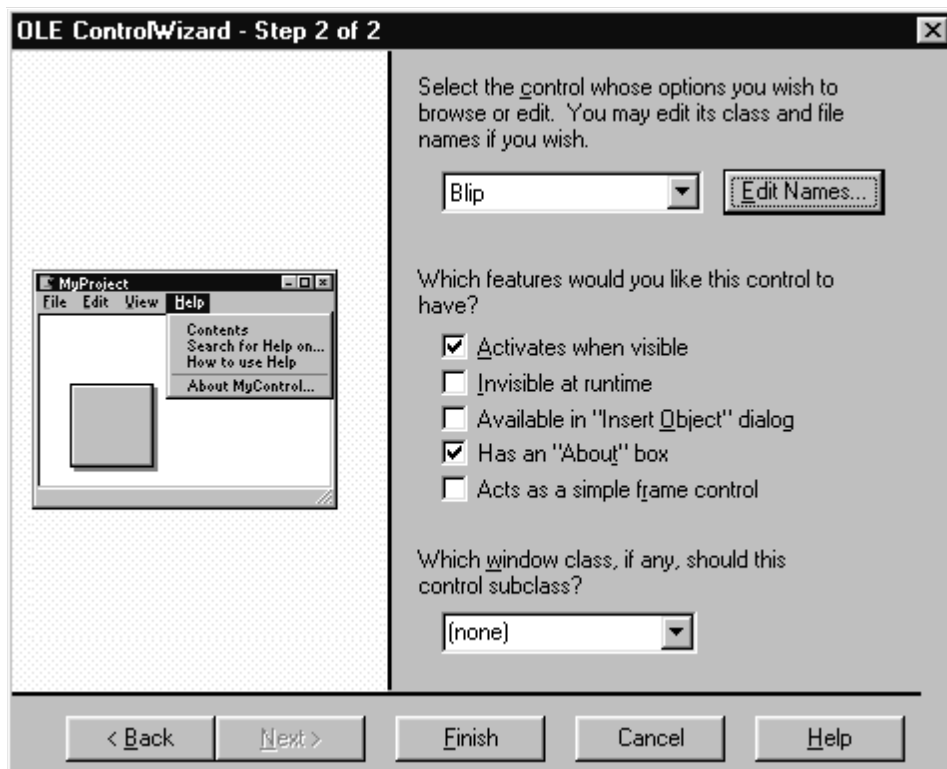 OLE ControlWizard - Step 2 of 2
Select the control whose options you wish to
browse or edit. You may edit its class and file
names if you wish.
Blip
Edit Names...
MyProject
File Edit View Help
Contents
Search for Help on...
How to use Help
About MyControl...
Which features would you like this control to
have?
Activates when visible
Invisible at runtime
Available in "Insert Object" dialog
Has an "About" box
Acts as a simple frame control
Which window class, if any, should this
control subclass?
(none)
< Back
Next >
Finish
Cancel
Help